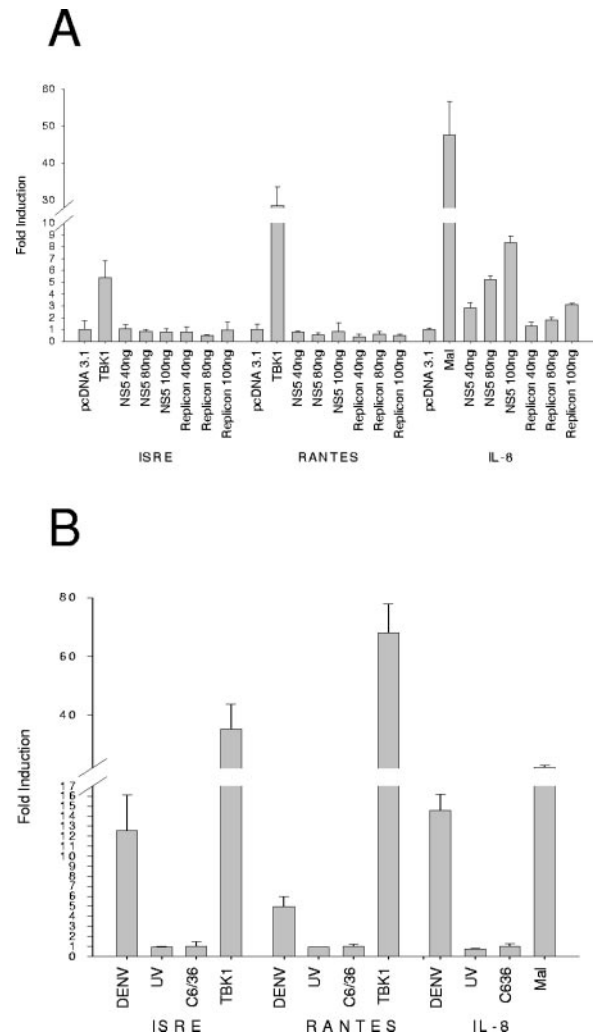 A
60
50
40
30
10
9
8
7
6
5
4
3
2
1
0
Fold Induction
pcDNA 3.1
TBK1
NS5 40ng
NS5 80ng
NS5 100ng
Replicon 40ng
Replicon 80ng
Replicon 100ng
pcDNA 3.1
TBK1
NS5 40ng
NS5 80ng
NS5 100ng
Replicon 40ng
Replicon 80ng
Replicon 100ng
pcDNA 3.1
Mal
NS5 40ng
NS5 80ng
NS5 100ng
Replicon 40ng
Replicon 80ng
Replicon 100ng
ISRE
RANTES
IL-8
B
80
60
40
17
16
15
14
13
12
11
10
9
8
7
6
5
4
3
2
1
0
Fold Induction
DENV
UV
C6/36
TBK1
DENV
UV
C6/36
TBK1
DENV
UV
C636
Mal
ISRE
RANTES
IL-8